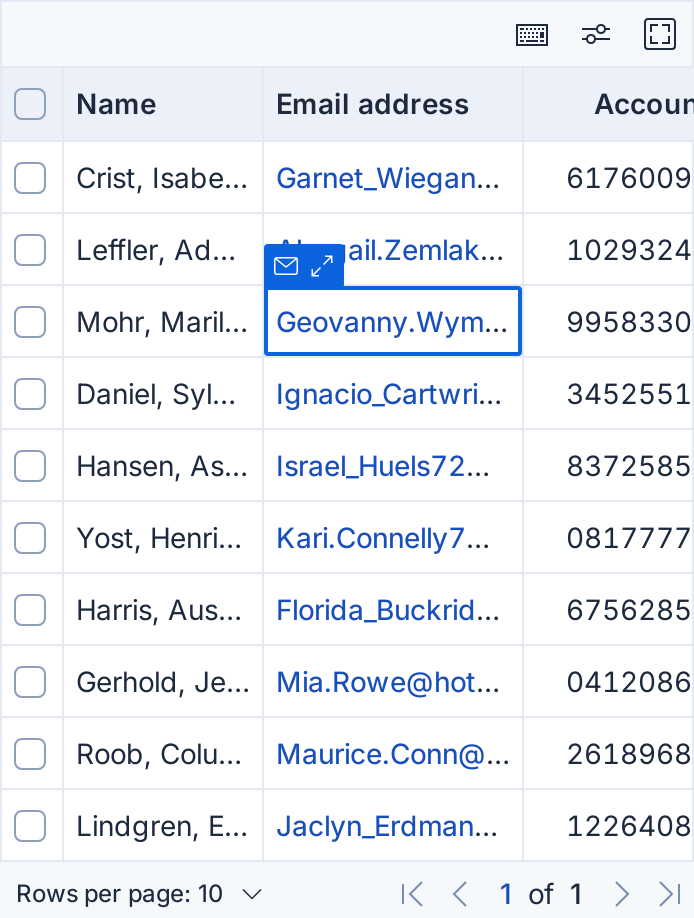 Name Email address Accoun
Crist, Isabe... Garnet_Wiegan... 6176009
Leffler, Ad... ail.Zemlak... 1029324
Mohr, Maril... Geovanny.Wym... 9958330
Daniel, Syl... Ignacio_Cartwri... 3452551
Hansen, As... Israel_Huels72... 8372585
Yost, Henri... Kari.Connelly7... 0817777
Harris, Aus... Florida_Buckrid... 6756285
Gerhold, Je... Mia.Rowe@hot... 0412086
Roob, Colu... Maurice.Conn@... 2618968
Lindgren, E... Jaclyn_Erdman... 1226408
Rows per page: 10 1 of 1